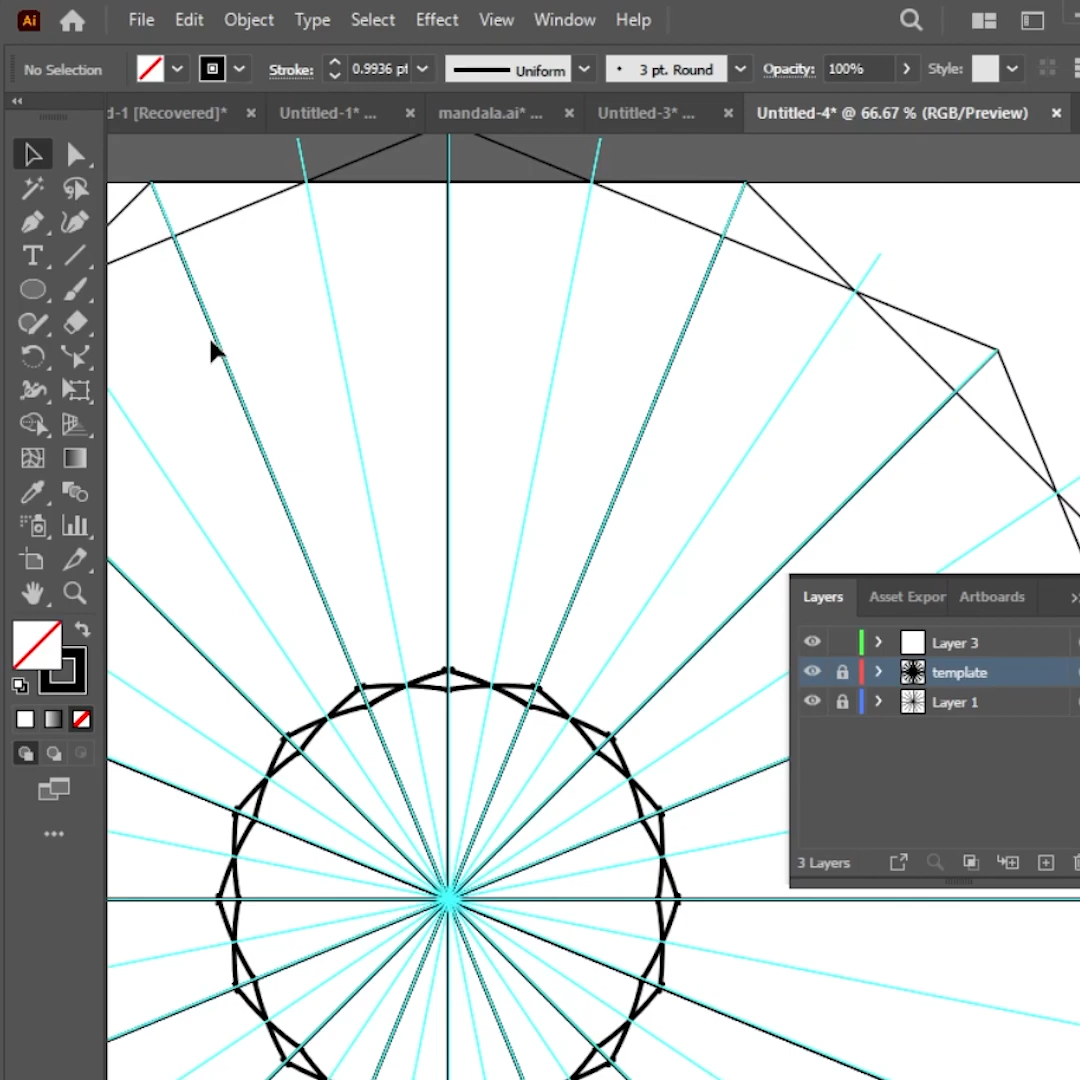 Ai File Edit Object Type Select Effect View Window Help
No Selection Stroke: 0.9936 pt Uniform 3 pt. Round Opacity: 100% Style:
d-1 [Recovered]* × Untitled-1* ... × mandala.ai* ... × Untitled-3* ... × Untitled-4* @ 66.67 % (RGB/Preview) ×
Layers Asset Expor Artboards
Layer 3
template
Layer 1
3 Layers